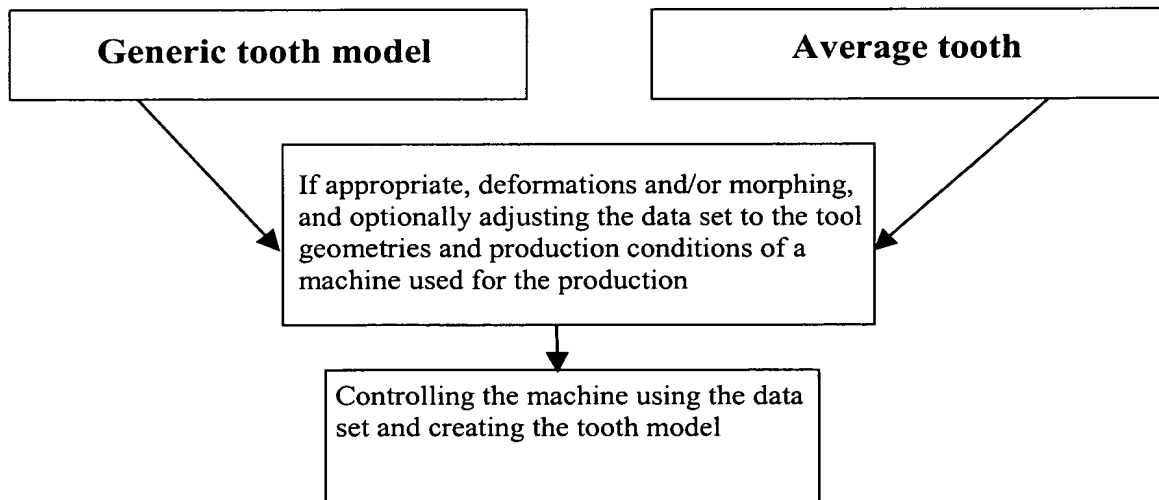 Generic tooth model
Average tooth
If appropriate, deformations and/or morphing,
and optionally adjusting the data set to the tool
geometries and production conditions of a
machine used for the production
Controlling the machine using the data
set and creating the tooth model